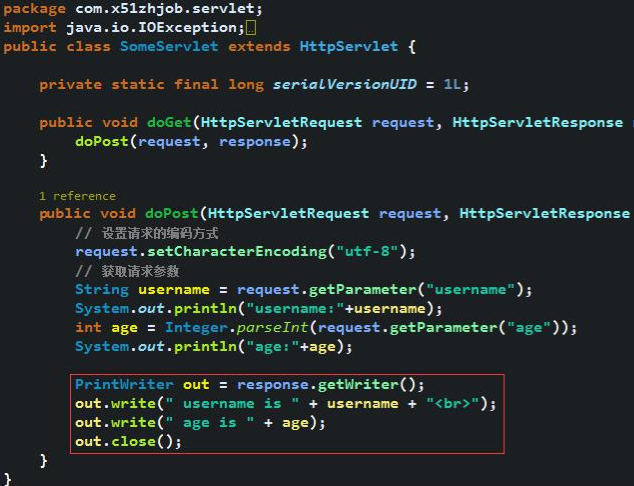 package com.x51zhjob.servlet;
import java.io.IOException;
public class SomeServlet extends HttpServlet {
private static final long serialVersionUID = 1L;
public void doGet(HttpServletRequest request, HttpServletResponse
doPost(request, response);
}
1 reference
public void doPost(HttpServletRequest request, HttpServletResponse
// 设置请求的编码方式
request.setCharacterEncoding("utf-8");
// 获取请求参数
String username = request.getParameter("username");
System.out.println("username:"+username);
int age = Integer.parseInt(request.getParameter("age"));
System.out.println("age:"+age);
PrintWriter out = response.getWriter();
out.write(" username is " + username + "<br>");
out.write(" age is " + age);
out.close();
}
}